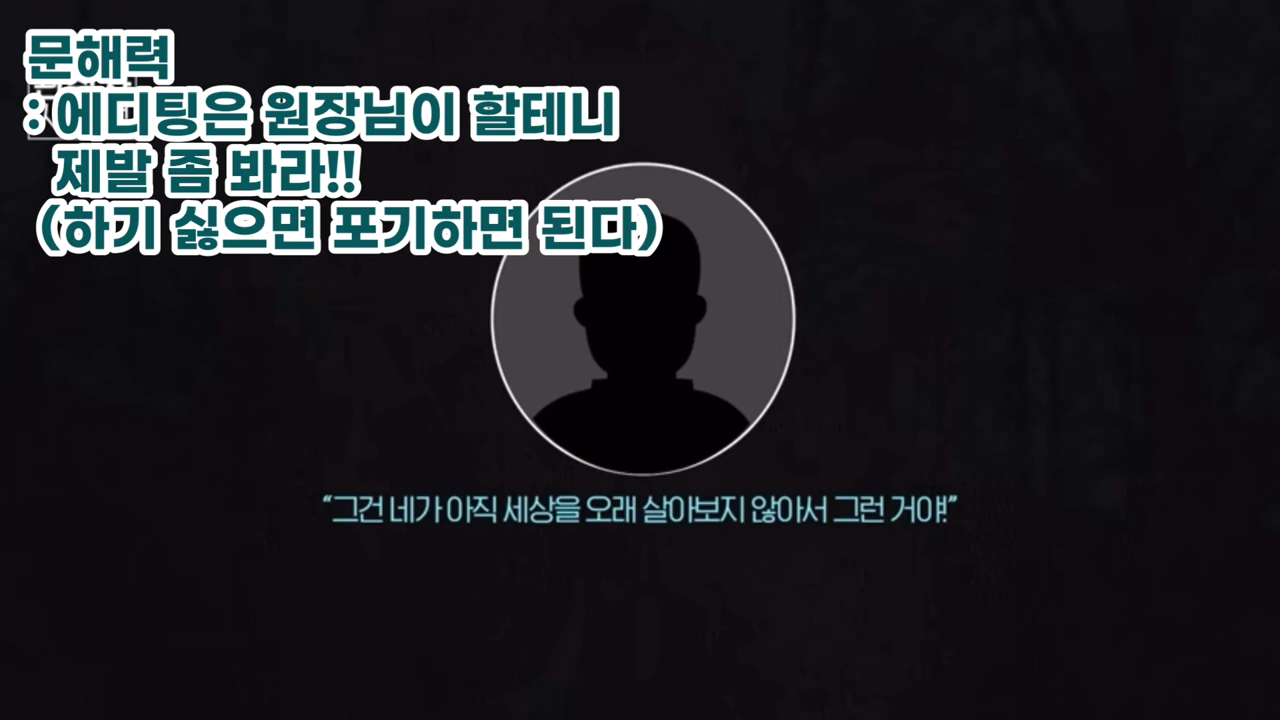 문해력
: 에디팅은 원장님이 할테니
제발 좀 봐라!!
(하기 싫으면 포기하면 된다)
“그건 네가 아직 세상을 오래 살아보지 않아서 그런 거야!”